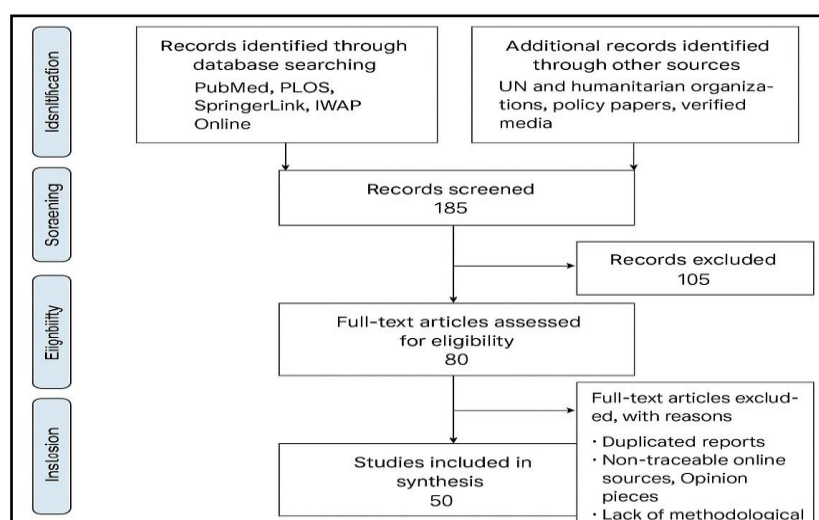 Idsnitification
Records identified through
database searching
PubMed, PLOS,
SpringerLink, IWAP
Online
Additional records identified
through other sources
UN and humanitarian organiza-
tions, policy papers, verified
media
Soraening
Records screened
185
Records excluded
105
Eiignbiity
Full-text articles assessed
for eligibility
80
Full-text articles exclud-
ed, with reasons
· Duplicated reports
· Non-traceable online
sources, Opinion
pieces
· Lack of methodological
Inslosion
Studies included in
synthesis
50